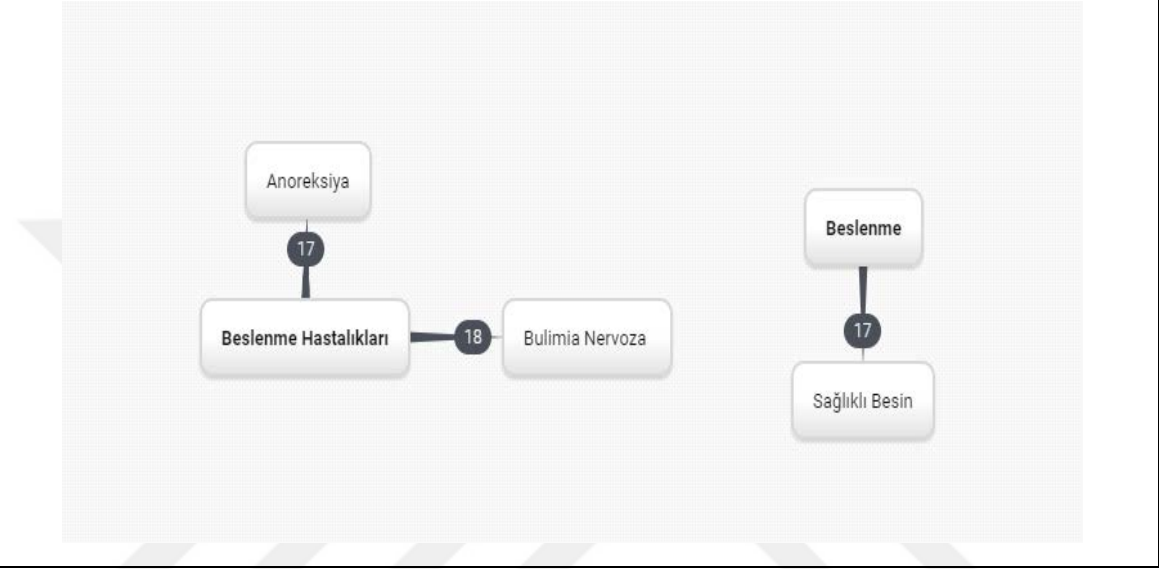 Anoreksiya
17
Beslenme Hastalıkları
18
Bulimia Nervoza
Beslenme
17
Sağlıklı Besin